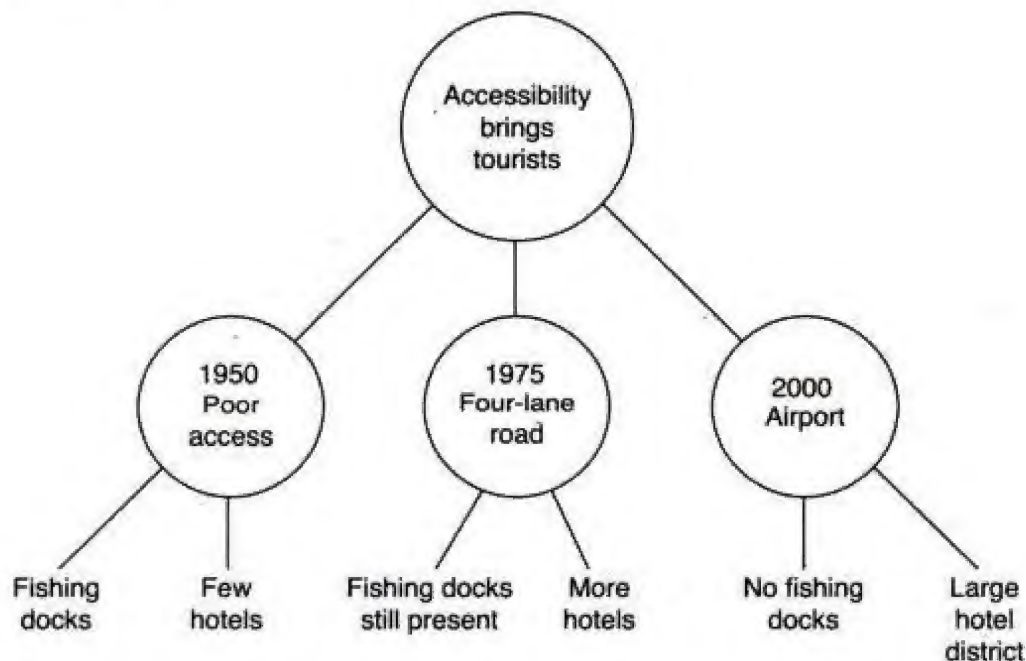 Accessibility
brings
tourists
1950
Poor
access
1975
Four-lane
road
2000
Airport
Fishing
docks
Few
hotels
Fishing docks
still present
More
hotels
No fishing
docks
Large
hotel
district